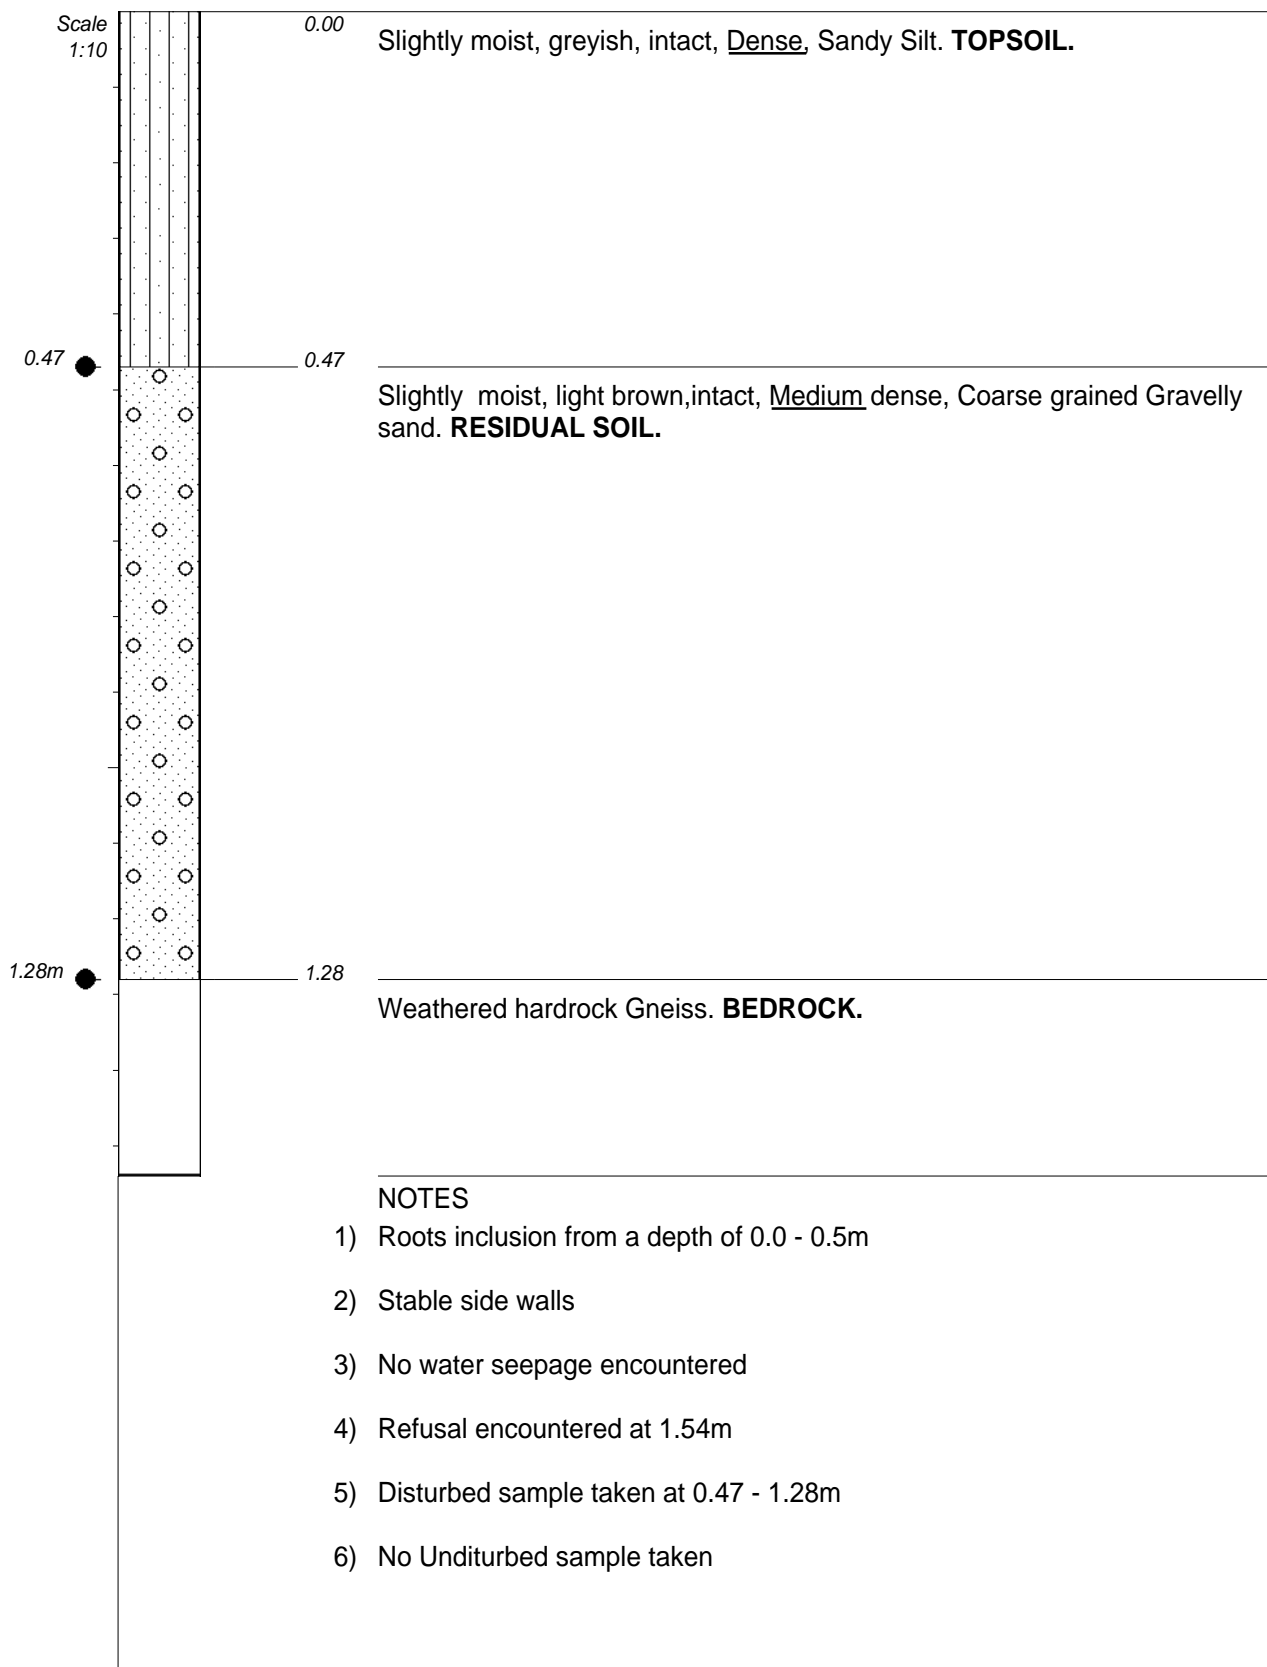 Scale
1:10
0.00
Slightly moist, greyish, intact, Dense, Sandy Silt. TOPSOIL.
0.47
0.47
Slightly moist, light brown,intact, Medium dense, Coarse grained Gravelly
sand. RESIDUAL SOIL.
1.28m
1.28
Weathered hardrock Gneiss. BEDROCK.
NOTES
1) Roots inclusion from a depth of 0.0 - 0.5m
2) Stable side walls
3) No water seepage encountered
4) Refusal encountered at 1.54m
5) Disturbed sample taken at 0.47 - 1.28m
6) No Unditurbed sample taken